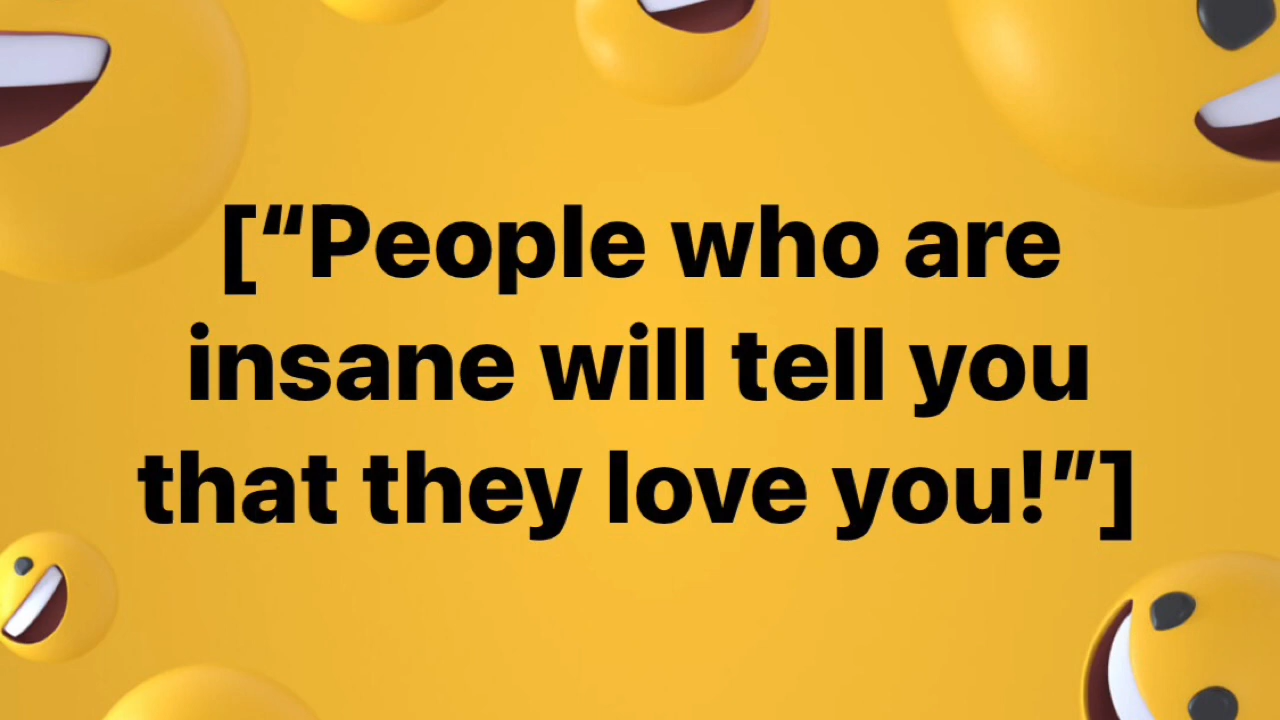 [“People who are
insane will tell you
that they love you!”]